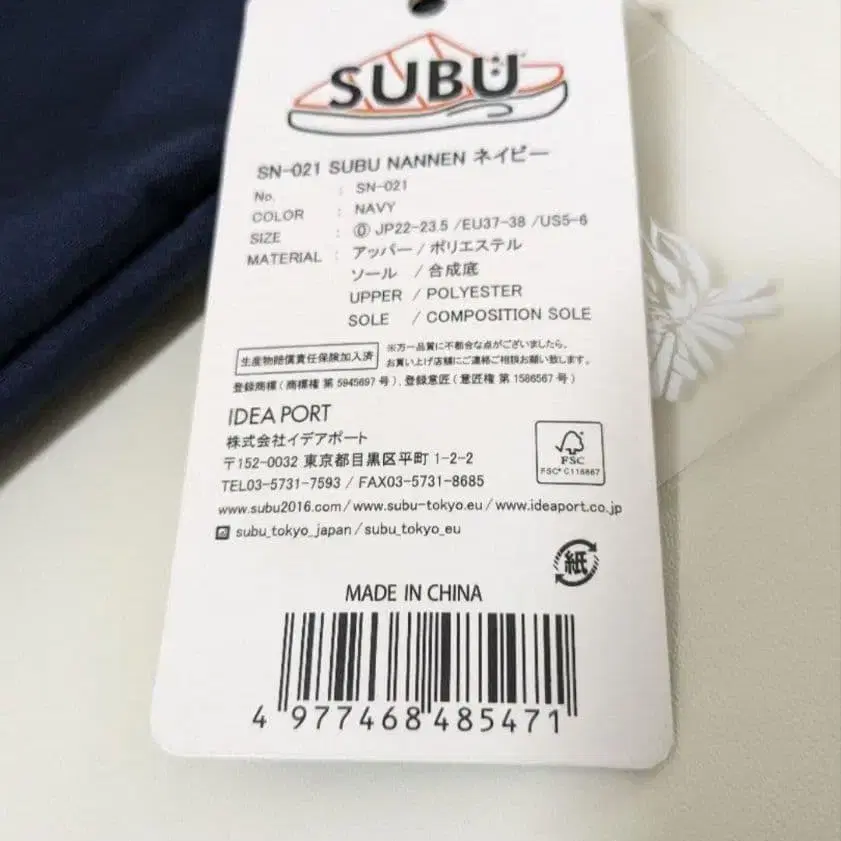 SUBU
SN-021 SUBU NANNEN ネイビー
No. : SN-021
COLOR : NAVY
SIZE : ⓪ JP22-23.5 /EU37-38 /US5-6
MATERIAL : アッパー/ポリエステル
ソール / 合成底
UPPER / POLYESTER
SOLE / COMPOSITION SOLE
生産物賠償責任保険加入済
※万一品質に不都合な点がございましたら、
お買い上げ店舗にご連絡ご相談お願い致します。
登録商標(商標権 第 5945697 号), 登録意匠(意匠権 第 1586567 号)
IDEA PORT
株式会社イデアポート
〒152-0032 東京都目黒区平町 1-2-2
TEL03-5731-7593 / FAX03-5731-8685
www.subu2016.com/www.subu-tokyo.eu/www.ideaport.co.jp
subu_tokyo_japan/subu_tokyo_eu
FSC
FSC® C116667
紙
MADE IN CHINA
4 977468 485471